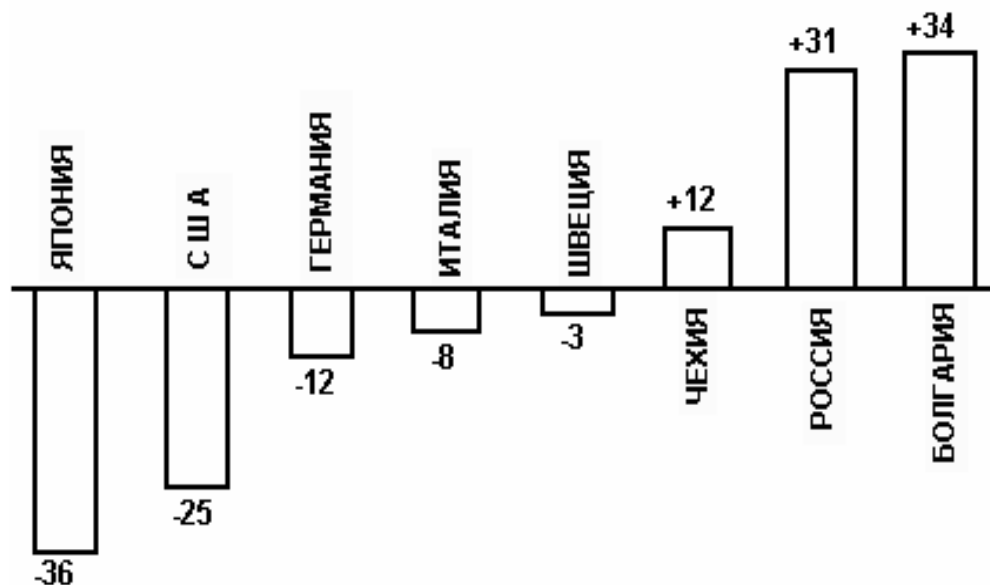 ЯПОНИЯ
-36
С Ш А
-25
ГЕРМАНИЯ
-12
ИТАЛИЯ
-8
ШВЕЦИЯ
-3
+12
ЧЕХИЯ
+31
РОССИЯ
+34
БОЛГАРИЯ